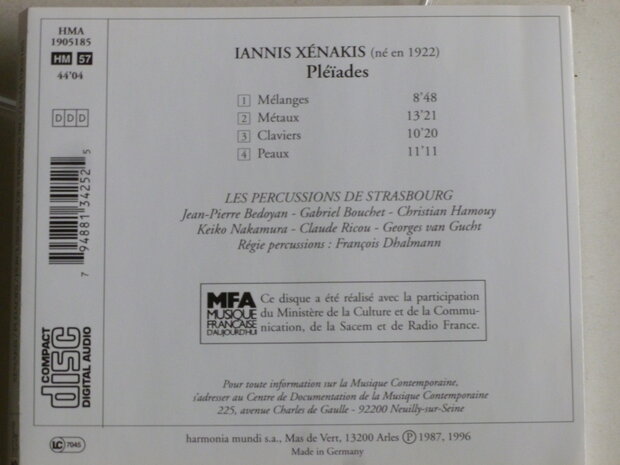 HMA
1905185
HM 57
44'04
DDD
7 94881 34252 5
COMPACT
disc
DIGITAL AUDIO
LC 7045
IANNIS XÉNAKIS (né en 1922)
Pléïades
1 Mélanges 8'48
2 Métaux 13'21
3 Claviers 10'20
4 Peaux 11'11
LES PERCUSSIONS DE STRASBOURG
Jean-Pierre Bedoyan - Gabriel Bouchet - Christian Hamouy
Keiko Nakamura - Claude Ricou - Georges van Gucht
Régie percussions : François Dhalmann
MFA
MUSIQUE
FRANÇAISE
D'AUJOURD'HUI
Ce disque a été réalisé avec la participation
du Ministère de la Culture et de la Commu-
nication, de la Sacem et de Radio France.
Pour toute information sur la Musique Contemporaine,
s'adresser au Centre de Documentation de la Musique Contemporaine
225, avenue Charles de Gaulle - 92200 Neuilly-sur-Seine
harmonia mundi s.a., Mas de Vert, 13200 Arles Ⓟ 1987, 1996
Made in Germany